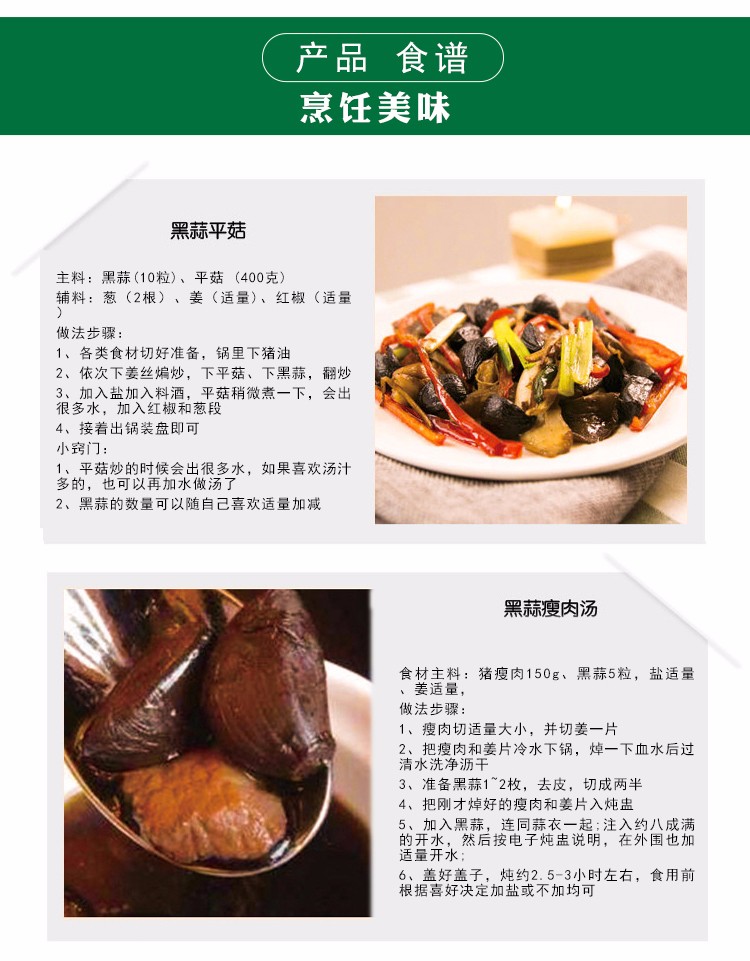 产品 食谱
烹饪美味
黑蒜平菇
主料：黑蒜(10粒)、平菇 (400克)
辅料：葱（2根）、姜（适量)、红椒（适量
）
做法步骤：
1、各类食材切好准备，锅里下猪油
2、依次下姜丝煸炒，下平菇、下黑蒜，翻炒
3、加入盐加入料酒，平菇稍微煮一下，会出
很多水，加入红椒和葱段
4、接着出锅装盘即可
小窍门：
1、平菇炒的时候会出很多水，如果喜欢汤汁
多的，也可以再加水做汤了
2、黑蒜的数量可以随自己喜欢适量加减
黑蒜瘦肉汤
食材主料：猪瘦肉150g、黑蒜5粒，盐适量
、姜适量，
做法步骤：
1、瘦肉切适量大小，并切姜一片
2、把瘦肉和姜片冷水下锅，焯一下血水后过
清水洗净沥干
3、准备黑蒜1~2枚，去皮，切成两半
4、把刚才焯好的瘦肉和姜片入炖盅
5、加入黑蒜，连同蒜衣一起;注入约八成满
的开水，然后按电子炖盅说明，在外围也加
适量开水;
6、盖好盖子，炖约2.5-3小时左右，食用前
根据喜好决定加盐或不加均可